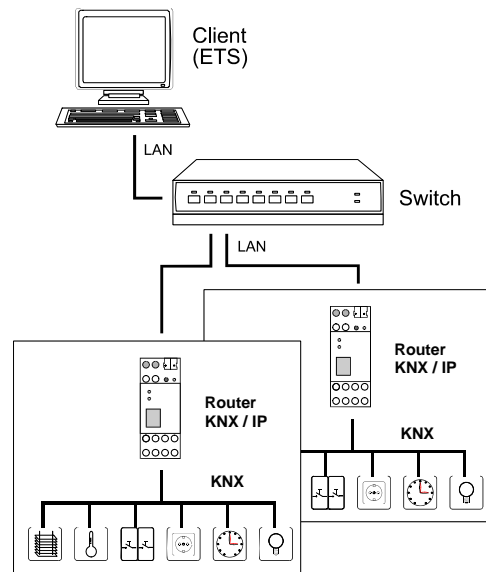 Client
(ETS)
LAN
Switch
LAN
Router
KNX / IP
KNX
Router
KNX / IP
KNX